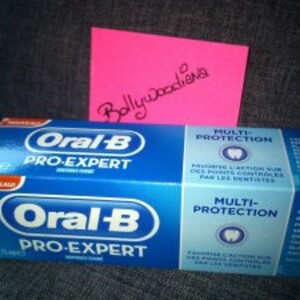 Bollywoodiana
Oral-B
PRO-EXPERT
MULTI-
PROTECTION
FAVORISE L'ACTION SUR
DES POINTS CONTRÔLÉS
PAR LES DENTISTES
Oral-B
PRO-EXPERT
MULTI-
PROTECTION
FAVORISE L'ACTION SUR
DES POINTS CONTRÔLÉS
PAR LES DENTISTES